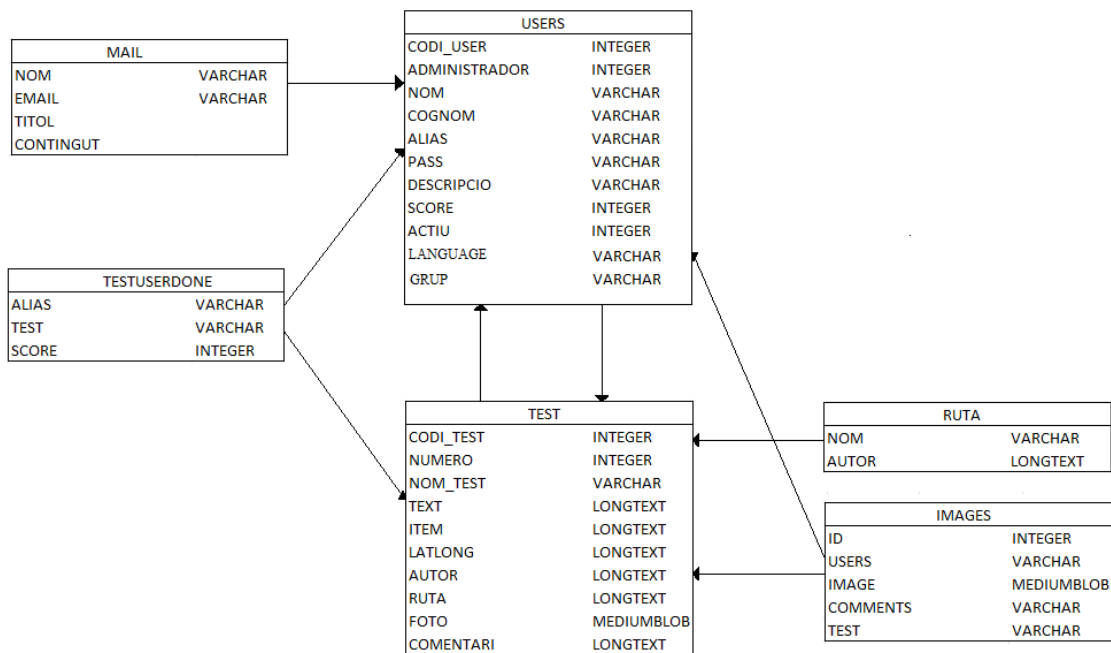 MAIL
NOM VARCHAR
EMAIL VARCHAR
TITOL
CONTINGUT
USERS
CODI_USER INTEGER
ADMINISTRADOR INTEGER
NOM VARCHAR
COGNOM VARCHAR
ALIAS VARCHAR
PASS VARCHAR
DESCRIPCIO VARCHAR
SCORE INTEGER
ACTIU INTEGER
LANGUAGE VARCHAR
GRUP VARCHAR
TESTUSERDONE
ALIAS VARCHAR
TEST VARCHAR
SCORE INTEGER
TEST
CODI_TEST INTEGER
NUMERO INTEGER
NOM_TEST VARCHAR
TEXT LONGTEXT
ITEM LONGTEXT
LATLONG LONGTEXT
AUTOR LONGTEXT
RUTA LONGTEXT
FOTO MEDIUMBLOB
COMENTARI LONGTEXT
RUTA
NOM VARCHAR
AUTOR LONGTEXT
IMAGES
ID INTEGER
USERS VARCHAR
IMAGE MEDIUMBLOB
COMMENTS VARCHAR
TEST VARCHAR